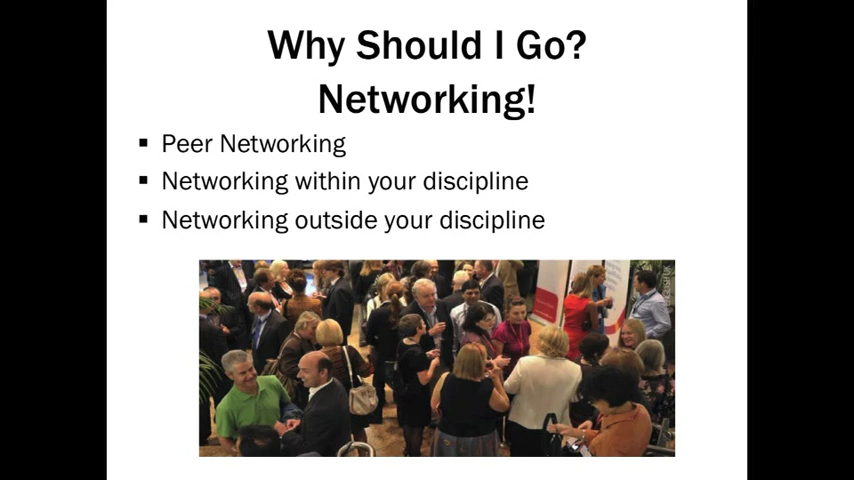 Why Should I Go?
Networking!
▪ Peer Networking
▪ Networking within your discipline
▪ Networking outside your discipline